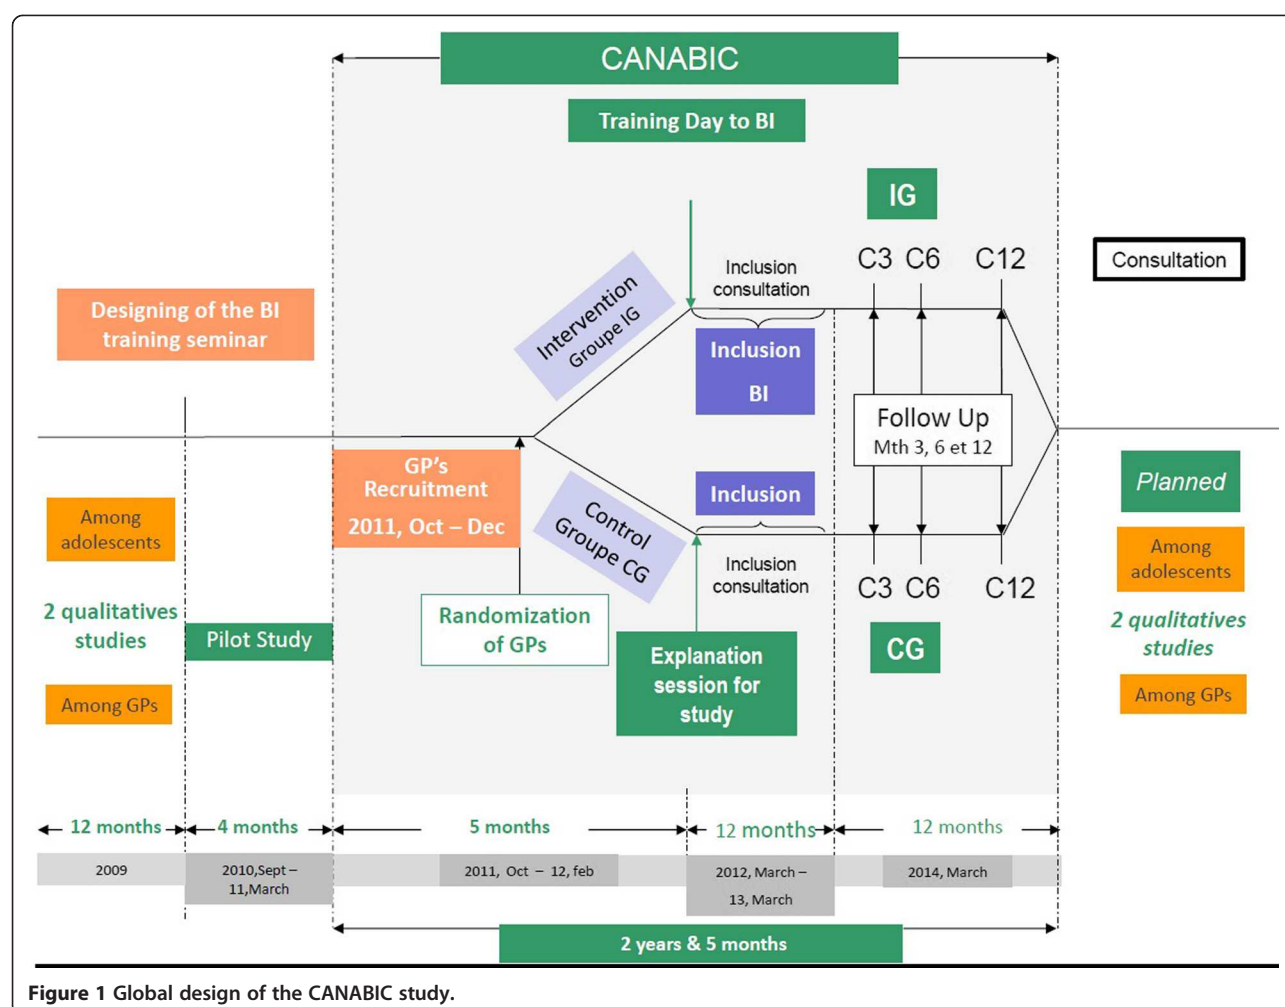 CANABIC
Training Day to BI
IG
C3 C6 C12
Consultation
Inclusion
consultation
Intervention
Groupe IG
Designing of the BI
training seminar
Inclusion
BI
Follow Up
Mth 3, 6 et 12
GP's
Recruitment
2011, Oct – Dec
Inclusion
Control
Groupe CG
Planned
Among
adolescents
Among
adolescents
Inclusion
consultation
C3 C6 C12
2 qualitatives
studies
Pilot Study
Randomization
of GPs
Explanation
session for
study
CG
2 qualitatives
studies
Among GPs
Among GPs
12 months
4 months
5 months
12 months
12 months
2009
2010,Sept –
11,March
2011, Oct – 12, feb
2012, March –
13, March
2014, March
2 years & 5 months
Figure 1 Global design of the CANABIC study.